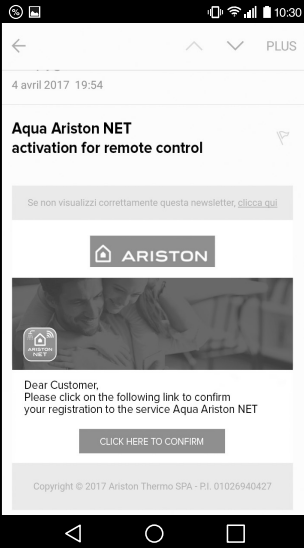 10:30
PLUS
4 avril 2017 19:54
Aqua Ariston NET
activation for remote control
Se non visualizzi correttamente questa newsletter, clicca qui
ARISTON
ARISTON
NET
Dear Customer,
Please click on the following link to confirm
your registration to the service Aqua Ariston NET
CLICK HERE TO CONFIRM
Copyright © 2017 Ariston Thermo SPA - P.I. 01026940427